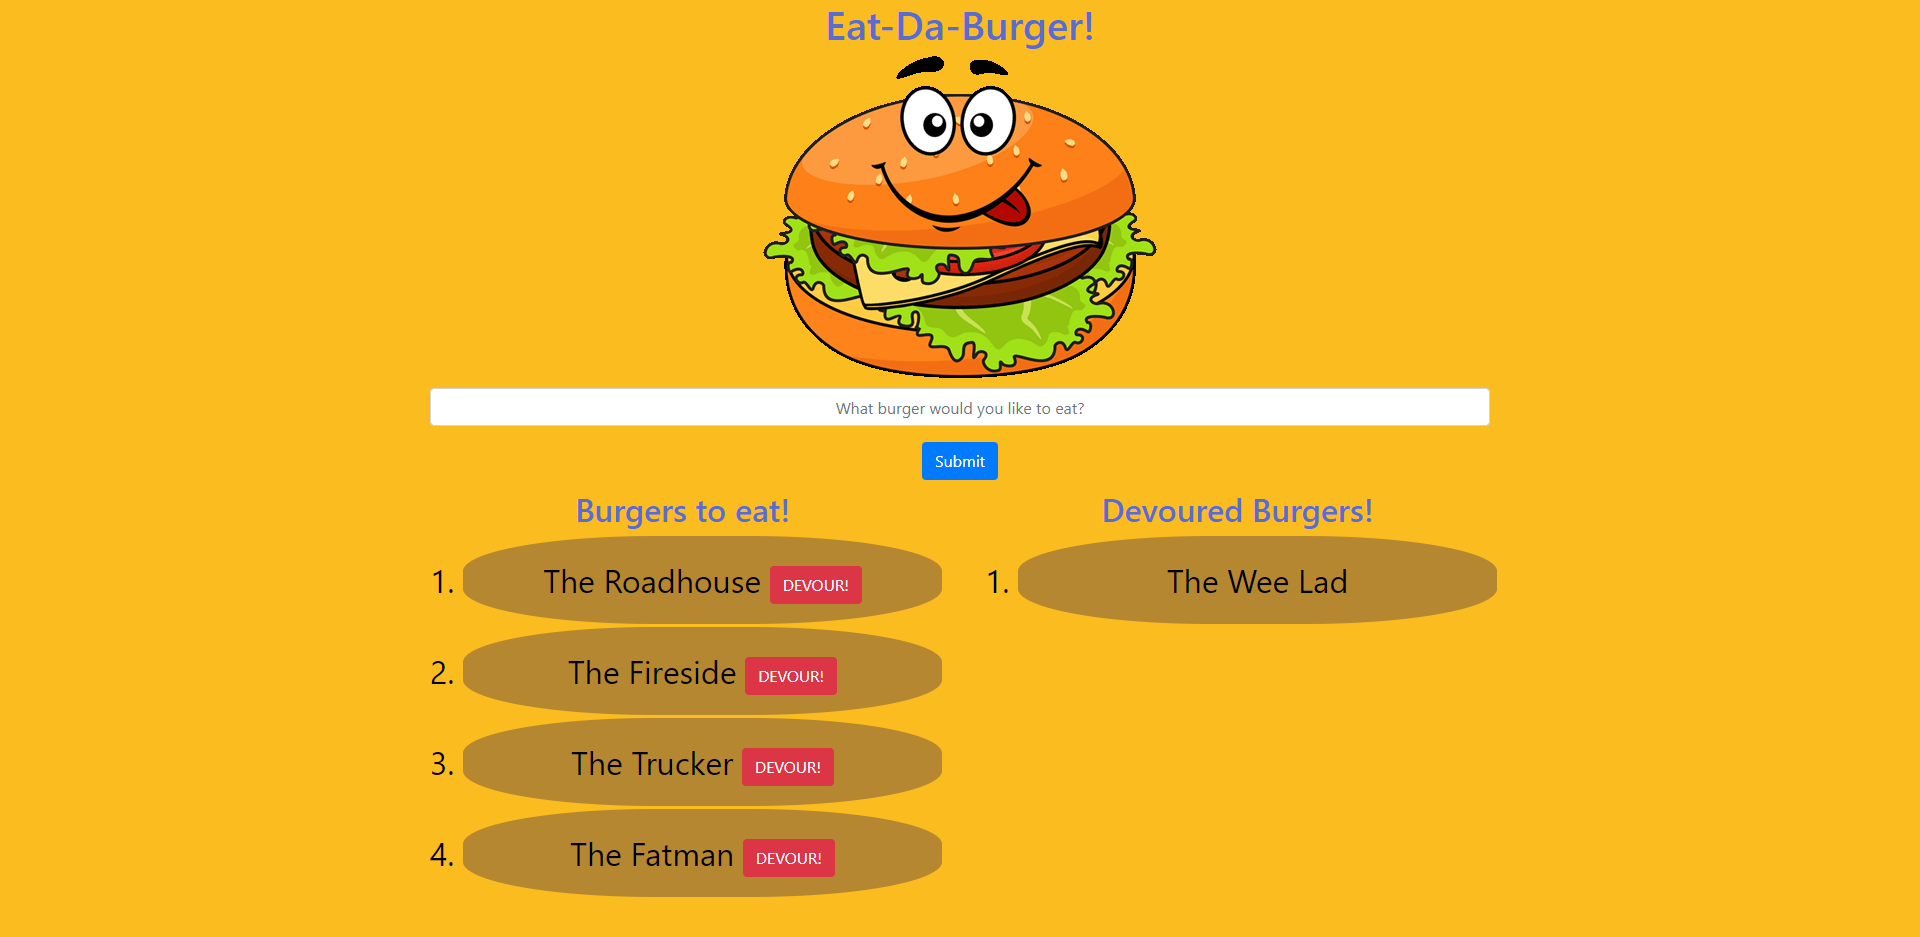 Eat-Da-Burger!
What burger would you like to eat?
Submit
Burgers to eat!
1. The Roadhouse DEVOUR!
2. The Fireside DEVOUR!
3. The Trucker DEVOUR!
4. The Fatman DEVOUR!
Devoured Burgers!
1. The Wee Lad